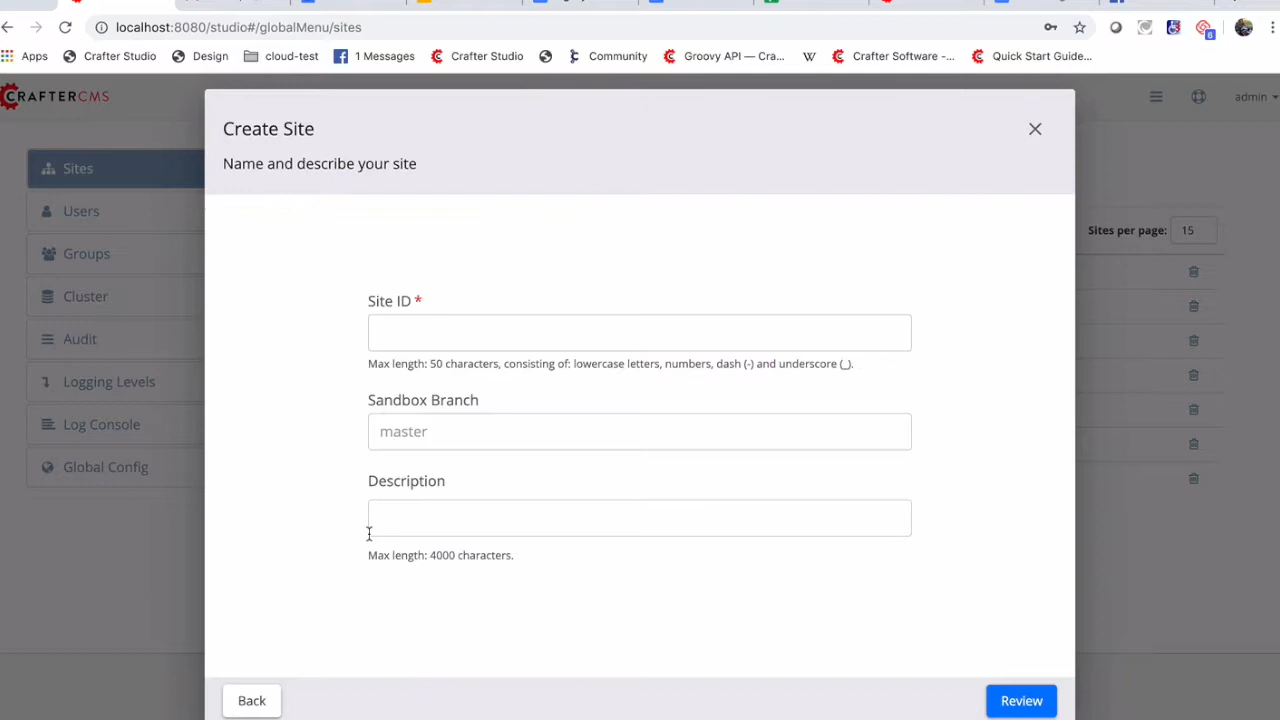 localhost:8080/studio#/globalMenu/sites
6
Apps Crafter Studio Design cloud-test 1 Messages Crafter Studio Community Groovy API — Cra... Crafter Software -... Quick Start Guide...
CRAFTERCMS
admin
Create Site
Name and describe your site
Sites
Users
Groups
Cluster
Audit
Logging Levels
Log Console
Global Config
Sites per page: 15
Site ID *
Max length: 50 characters, consisting of: lowercase letters, numbers, dash (-) and underscore (_).
Sandbox Branch
master
Description
Max length: 4000 characters.
Back
Review